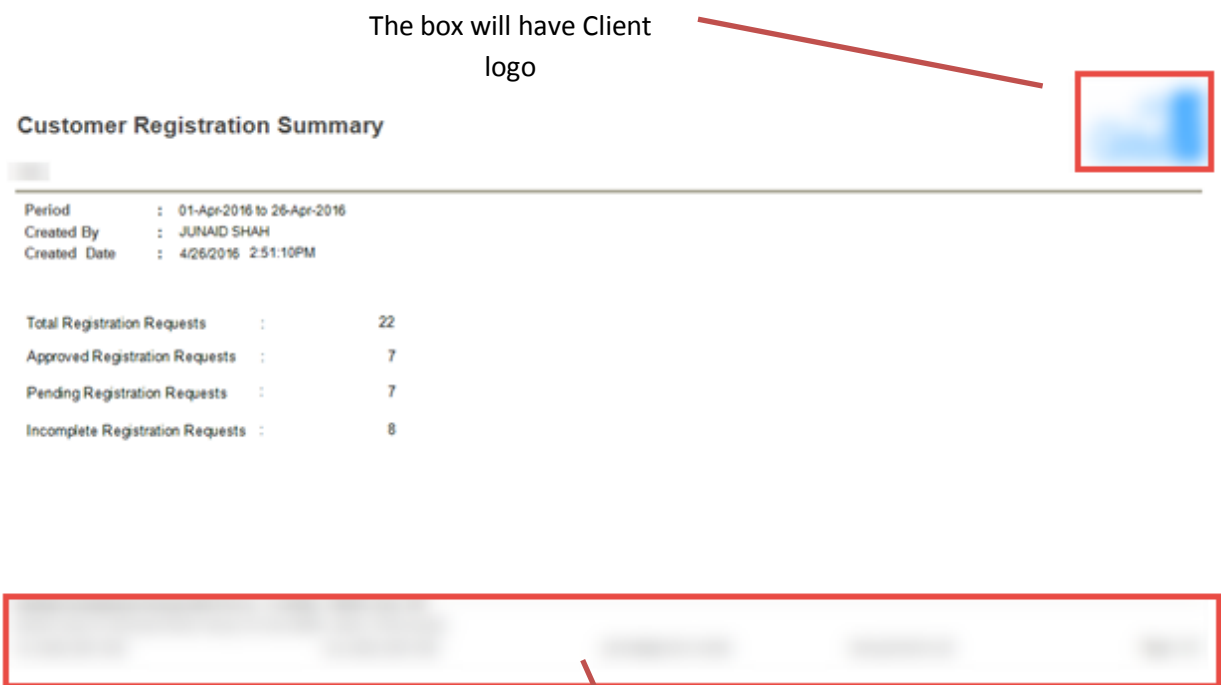 The box will have Client
logo
Customer Registration Summary
Period : 01-Apr-2016 to 26-Apr-2016
Created By : JUNAID SHAH
Created Date : 4/26/2016 2:51:10PM
Total Registration Requests : 22
Approved Registration Requests : 7
Pending Registration Requests : 7
Incomplete Registration Requests : 8